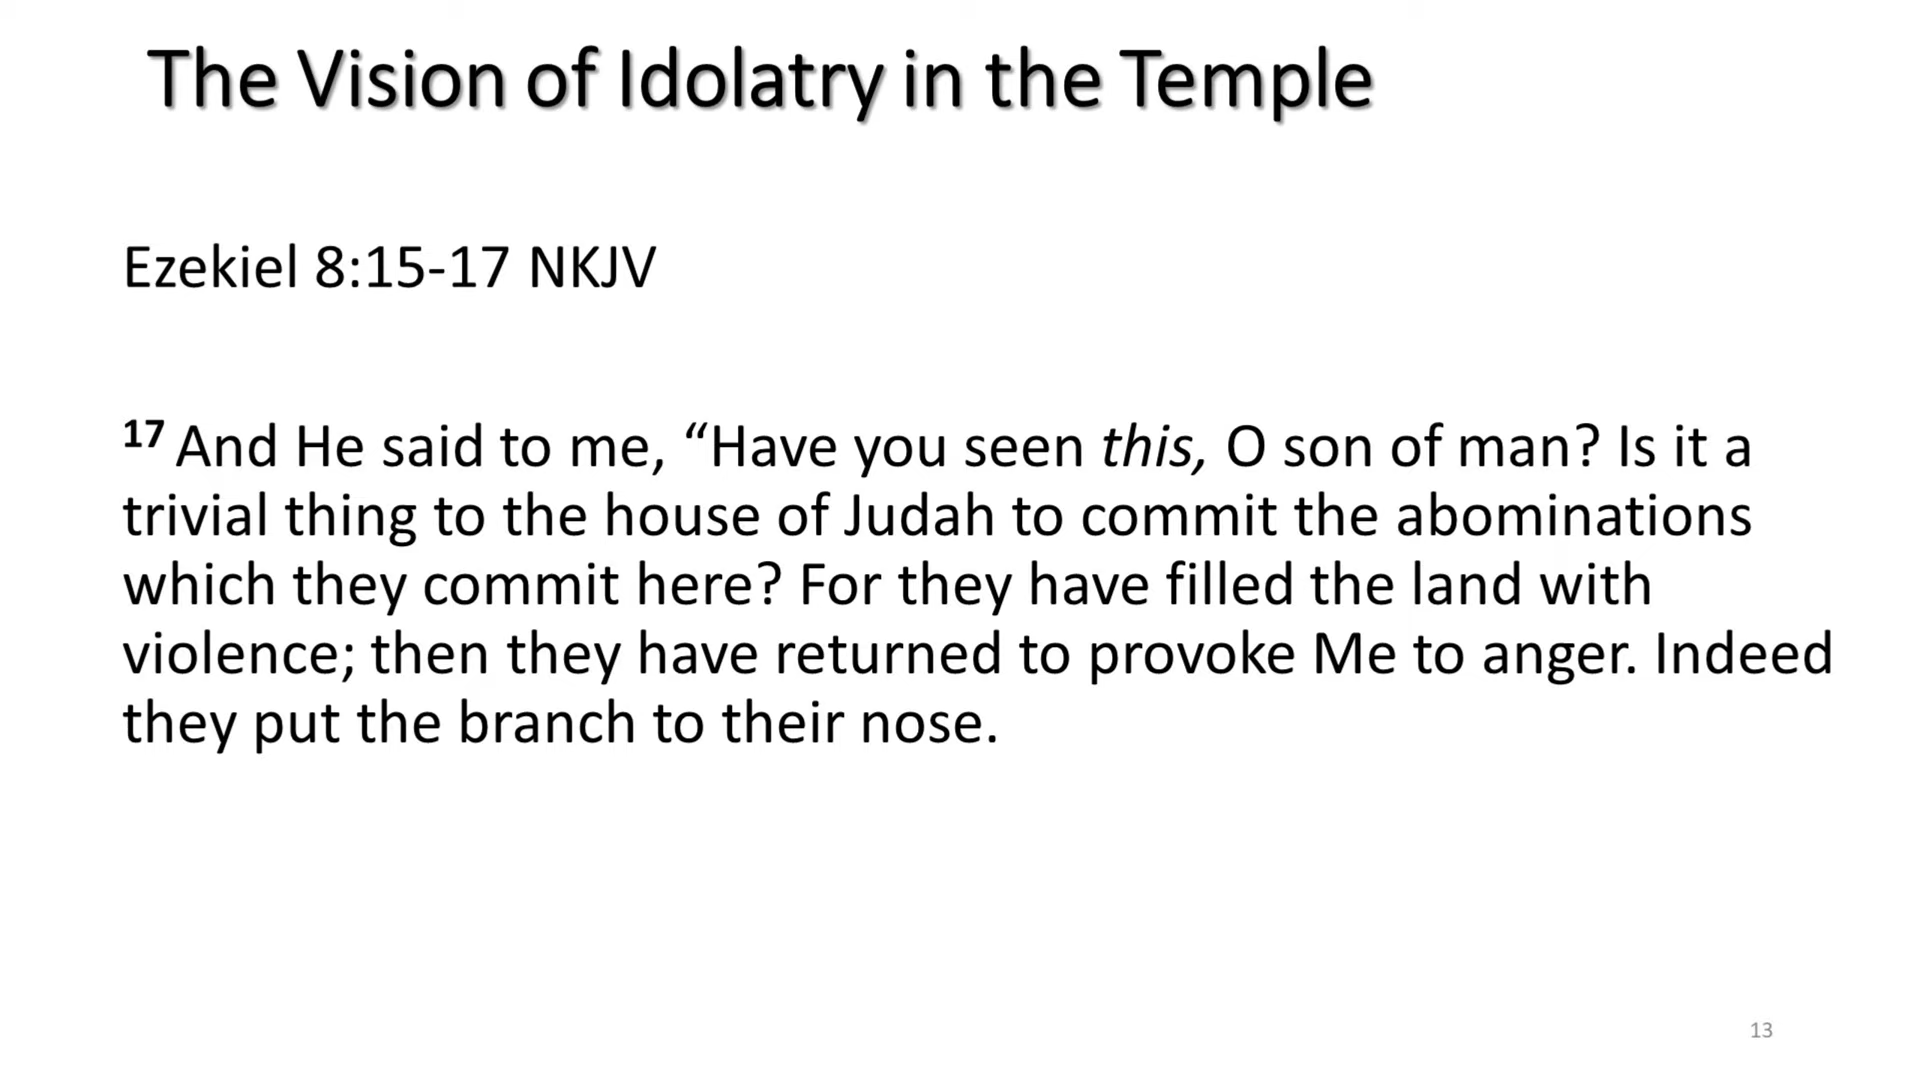 The Vision of Idolatry in the Temple
Ezekiel 8:15-17 NKJV
17 And He said to me, “Have you seen this, O son of man? Is it a
trivial thing to the house of Judah to commit the abominations
which they commit here? For they have filled the land with
violence; then they have returned to provoke Me to anger. Indeed
they put the branch to their nose.
13